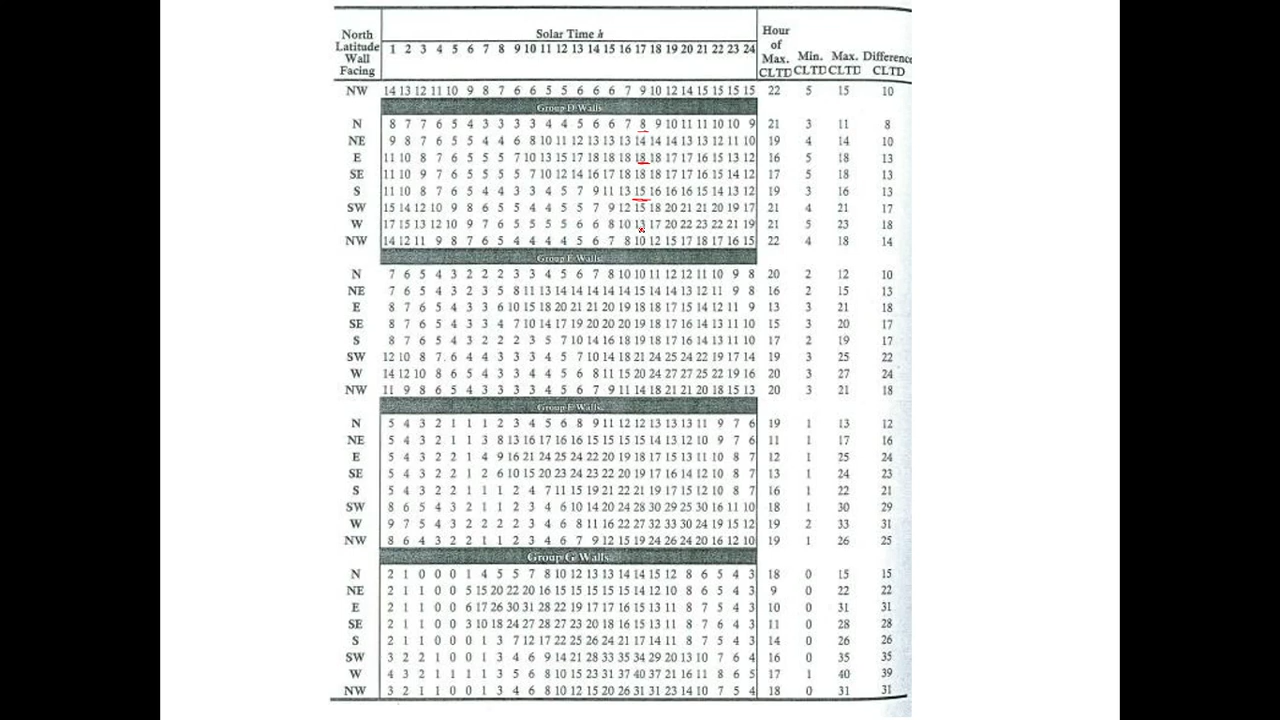 Solar Time h
North Latitude Wall Facing 1 2 3 4 5 6 7 8 9 10 11 12 13 14 15 16 17 18 19 20 21 22 23 24 Hour of Max. CLTD Min. CLTD Max. CLTD Difference CLTD
NW 14 13 12 11 10 9 8 7 6 6 5 5 6 6 6 7 9 10 12 14 15 15 15 15 22 5 15 10
Group D Walls
N 8 7 7 6 5 4 3 3 3 3 4 4 5 6 6 7 8 9 10 11 11 10 10 9 21 3 11 8
NE 9 8 7 6 5 5 4 4 6 8 10 11 12 13 13 13 14 14 14 13 13 12 11 10 19 4 14 10
E 11 10 8 7 6 5 5 5 7 10 13 15 17 18 18 18 18 18 17 17 16 15 13 12 16 5 18 13
SE 11 10 9 7 6 5 5 5 5 7 10 12 14 16 17 18 18 18 17 17 16 15 14 12 17 5 18 13
S 11 10 8 7 6 5 4 4 3 3 4 5 7 9 11 13 15 16 16 16 15 14 13 12 19 3 16 13
SW 15 14 12 10 9 8 6 5 5 4 4 5 5 7 9 12 15 18 20 21 21 20 19 17 21 4 21 17
W 17 15 13 12 10 9 7 6 5 5 5 5 6 6 8 10 13 17 20 22 23 22 21 19 21 5 23 18
NW 14 12 11 9 8 7 6 5 4 4 4 4 5 6 7 8 10 12 15 17 18 17 16 15 22 4 18 14
Group E Walls
N 7 6 5 4 3 2 2 2 3 3 4 5 6 7 8 10 10 11 12 12 11 10 9 8 20 2 12 10
NE 7 6 5 4 3 2 3 5 8 11 13 14 14 14 14 14 15 14 14 13 12 11 9 8 16 2 15 13
E 8 7 6 5 4 3 3 6 10 15 18 20 21 21 20 19 18 18 17 15 14 12 11 9 13 3 21 18
SE 8 7 6 5 4 3 3 4 7 10 14 17 19 20 20 20 19 18 17 16 14 13 11 10 15 3 20 17
S 8 7 6 5 4 3 2 2 2 3 5 7 10 14 16 18 19 18 17 16 14 13 11 10 17 2 19 17
SW 12 10 8 7 6 4 4 3 3 3 4 5 7 10 14 18 21 24 25 24 22 19 17 14 19 3 25 22
W 14 12 10 8 6 5 4 3 3 4 4 5 6 8 11 15 20 24 27 27 25 22 19 16 20 3 27 24
NW 11 9 8 6 5 4 3 3 3 3 4 5 6 7 9 11 14 18 21 21 20 18 15 13 20 3 21 18
Group F Walls
N 5 4 3 2 1 1 1 2 3 4 5 6 8 9 11 12 12 13 13 13 11 9 7 6 19 1 13 12
NE 5 4 3 2 1 1 3 8 13 16 17 16 16 15 15 15 15 14 13 12 10 9 7 6 11 1 17 16
E 5 4 3 2 2 1 4 9 16 21 24 25 24 22 20 19 18 17 15 13 11 10 8 7 12 1 25 24
SE 5 4 3 2 2 1 2 6 10 15 20 23 24 23 22 20 19 17 16 14 12 10 8 7 13 1 24 23
S 5 4 3 2 2 1 1 1 2 4 7 11 15 19 21 22 21 19 17 15 12 10 8 7 16 1 22 21
SW 8 6 5 4 3 2 1 1 2 3 4 6 10 14 20 24 28 30 29 25 30 16 11 10 18 1 30 29
W 9 7 5 4 3 2 2 2 2 3 4 6 8 11 16 22 27 32 33 30 24 19 15 12 19 2 33 31
NW 8 6 4 3 2 2 1 1 2 3 4 6 7 9 12 15 19 24 26 24 20 16 12 10 19 1 26 25
Group G Walls
N 2 1 0 0 0 1 4 5 5 7 8 10 12 13 13 14 14 15 12 8 6 5 4 3 18 0 15 15
NE 2 1 1 0 0 5 15 20 22 20 16 15 15 15 15 15 14 12 10 8 6 5 4 3 9 0 22 22
E 2 1 1 0 0 6 17 26 30 31 28 22 19 17 17 16 15 13 11 8 7 5 4 3 10 0 31 31
SE 2 1 1 0 0 3 10 18 24 27 28 27 23 20 18 16 15 13 11 8 7 6 4 3 11 0 28 28
S 2 1 1 0 0 0 1 3 7 12 17 22 25 26 24 21 17 14 11 8 7 5 4 3 14 0 26 26
SW 3 2 2 1 0 0 1 3 4 6 9 14 21 28 33 35 34 29 20 13 10 7 6 4 16 0 35 35
W 4 3 2 1 1 1 1 3 5 6 8 10 15 23 31 37 40 37 21 16 11 8 6 5 17 1 40 39
NW 3 2 1 1 0 0 1 3 4 6 8 10 12 15 20 26 31 31 23 14 10 7 5 4 18 0 31 31